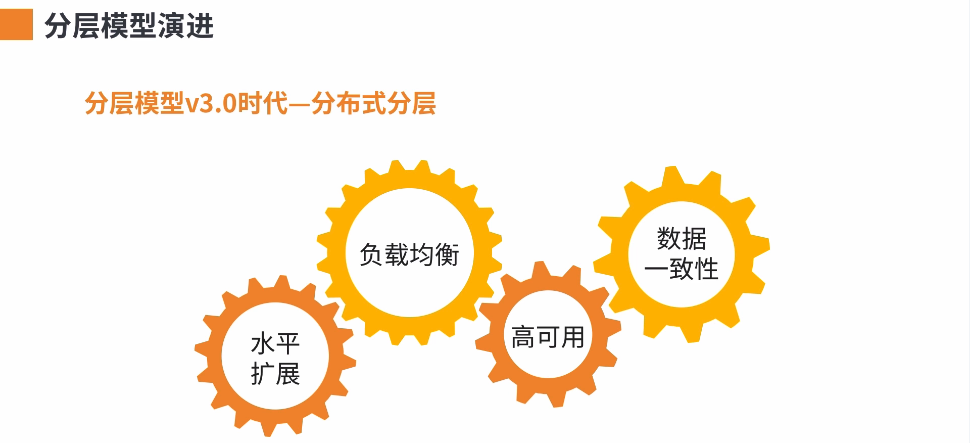 分层模型演进
分层模型v3.0时代—分布式分层
水平
扩展
负载均衡
高可用
数据
一致性